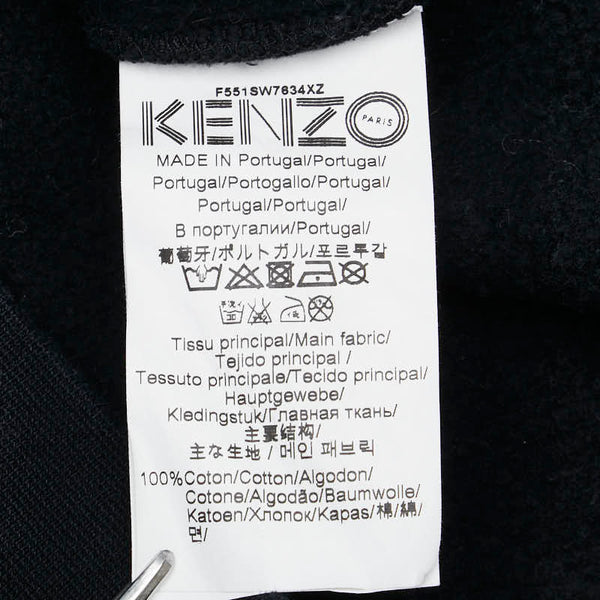 F551SW7634XZ
KENZO PARIS
MADE IN Portugal/Portugal/
Portugal/Portogallo/Portugal/
Portugal/Portugal/
В португалии/Portugal/
葡萄牙/ポルトガル/포르투갈
手洗イ
Tissu principal/Main fabric/
Tejido principal /
Tessuto principale/Tecido principal/
Hauptgewebe/
Kledingstuk/Главная ткань/
主要结构/
主な生地 / 메인 패브릭
100%Coton/Cotton/Algodon/
Cotone/Algodão/Baumwolle/
Katoen/Хлопок/Kapas/棉/綿/
면/